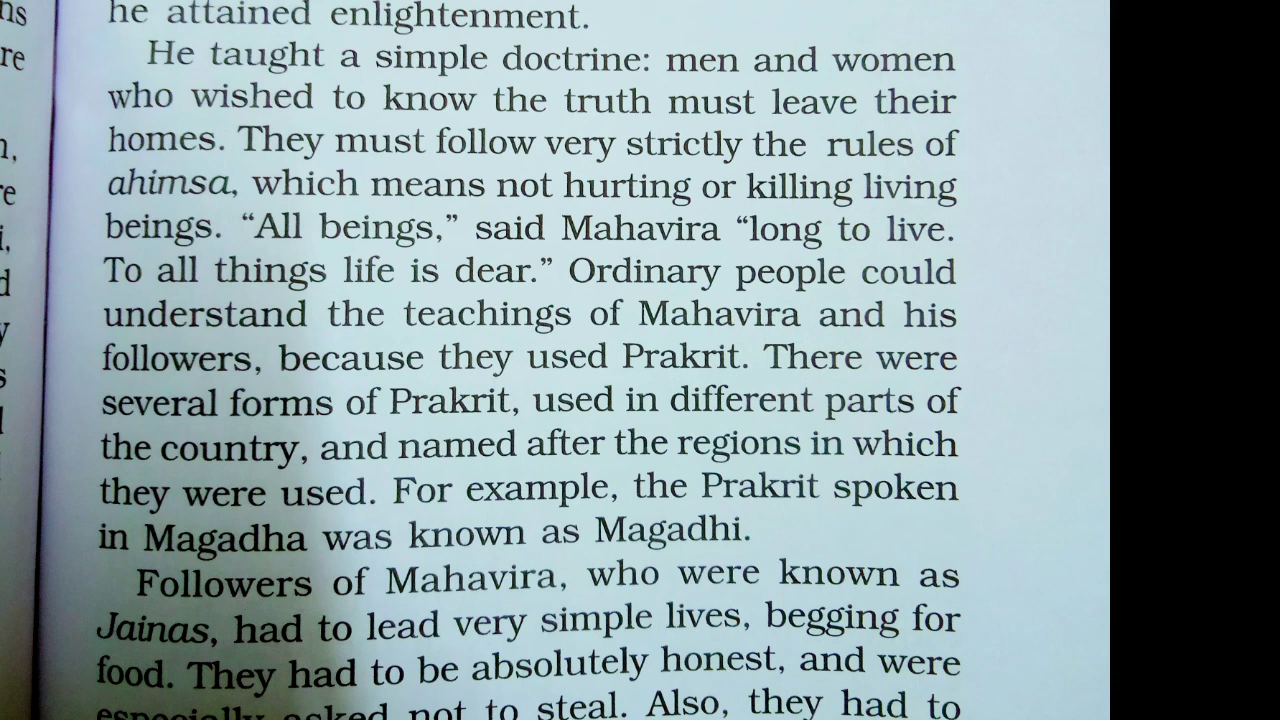 he attained enlightenment.
He taught a simple doctrine: men and women
who wished to know the truth must leave their
homes. They must follow very strictly the rules of
ahimsa, which means not hurting or killing living
beings. “All beings,” said Mahavira “long to live.
To all things life is dear.” Ordinary people could
understand the teachings of Mahavira and his
followers, because they used Prakrit. There were
several forms of Prakrit, used in different parts of
the country, and named after the regions in which
they were used. For example, the Prakrit spoken
in Magadha was known as Magadhi.
Followers of Mahavira, who were known as
Jainas, had to lead very simple lives, begging for
food. They had to be absolutely honest, and were
especially asked not to steal. Also, they had to